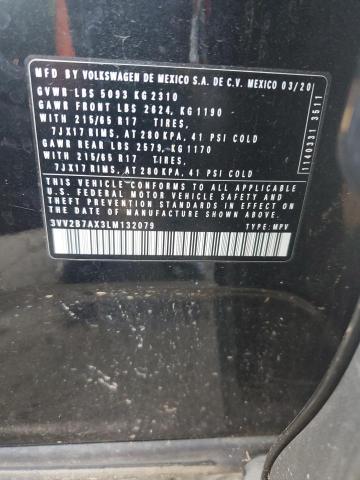 MFD BY VOLKSWAGEN DE MEXICO S.A. DE C.V. MEXICO 03/20
GVWR LBS 5093 KG 2310
GAWR FRONT LBS 2624, KG 1190
WITH 215/65 R17 TIRES,
7JX17 RIMS, AT 280 KPA, 41 PSI COLD
GAWR REAR LBS 2579, KG 1170
WITH 215/65 R17 TIRES,
7JX17 RIMS, AT 280 KPA, 41 PSI COLD
THIS VEHICLE CONFORMS TO ALL APPLICABLE
U.S. FEDERAL MOTOR VEHICLE SAFETY AND
THEFT PREVENTION STANDARDS IN EFFECT ON
DATE OF MANUFACTURE SHOWN ABOVE
3VV2B7AX3LM132079 TYPE: MPV
1140331 3511